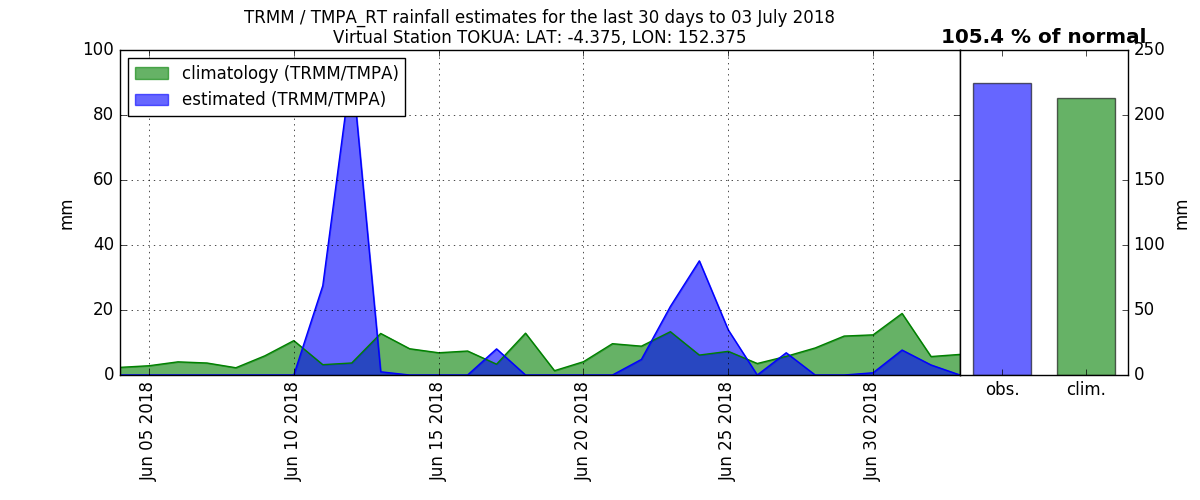 TRMM / TMPA_RT rainfall estimates for the last 30 days to 03 July 2018
Virtual Station TOKUA: LAT: -4.375, LON: 152.375
105.4 % of normal
climatology (TRMM/TMPA)
estimated (TRMM/TMPA)
100
80
60
40
20
0
mm
250
200
150
100
50
0
mm
Jun 05 2018
Jun 10 2018
Jun 15 2018
Jun 20 2018
Jun 25 2018
Jun 30 2018
obs.
clim.